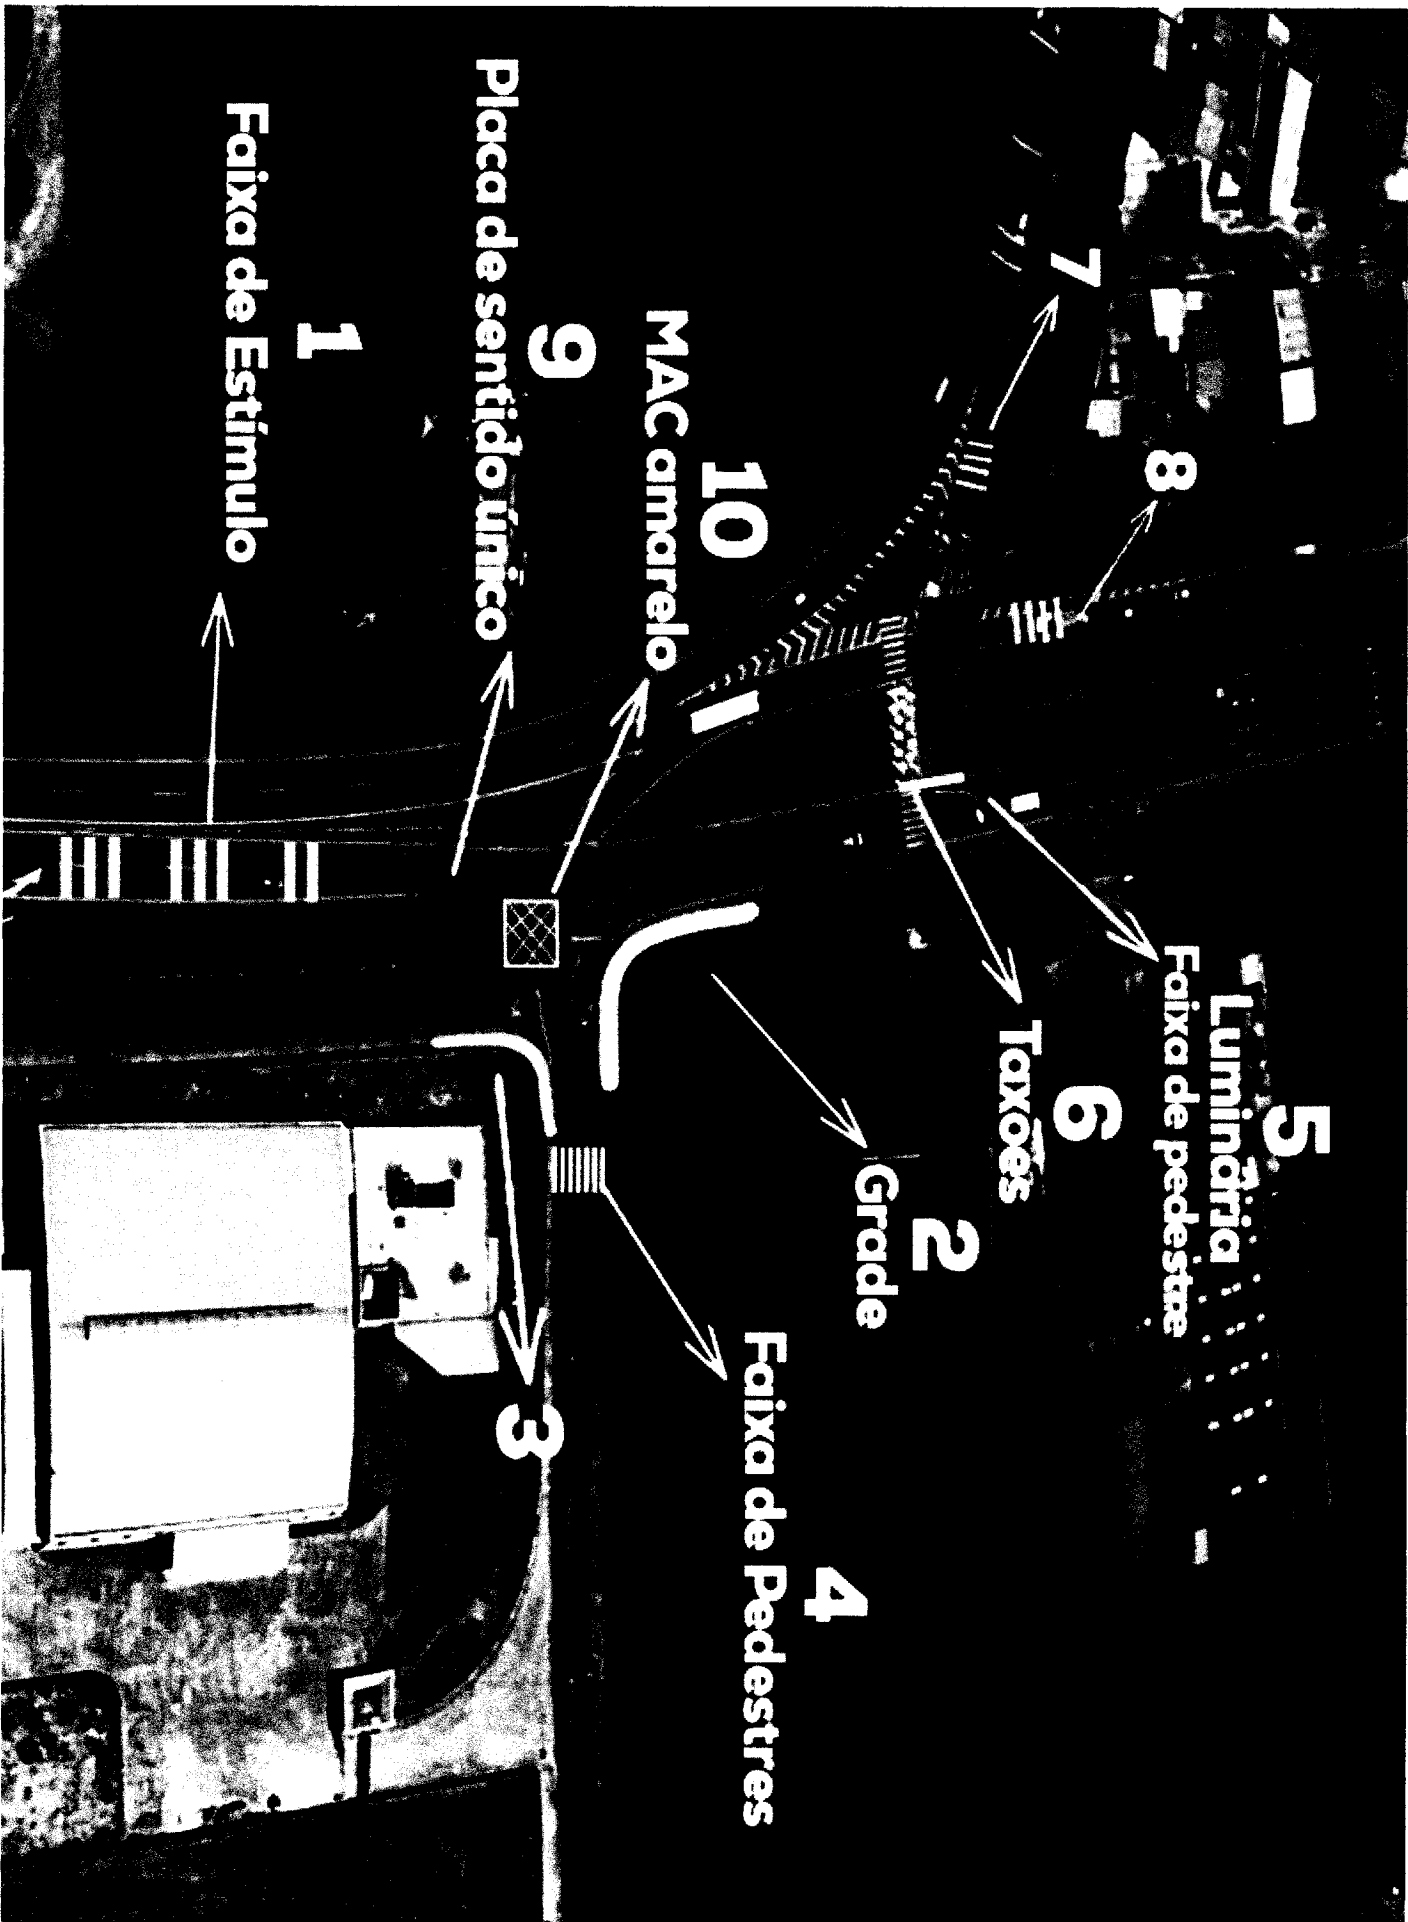 5
Luminária
Faixa de pedestre
8
7
6
Taxões
2
Grade
4
Faixa de Pedestres
10
MAC amarelo
9
Placa de sentido único
3
1
Faixa de Estímulo